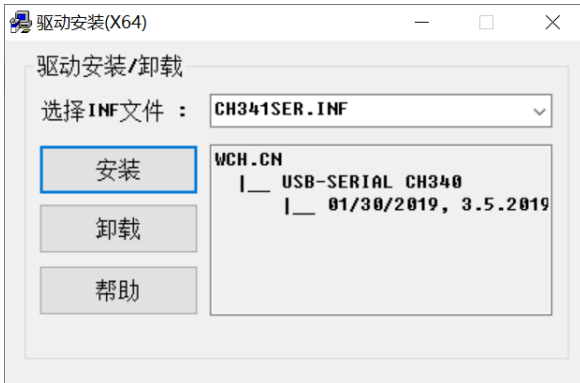 驱动安装(X64)
驱动安装/卸载
选择INF文件 :
CH341SER.INF
安装
卸载
帮助
WCH.CN
|__ USB-SERIAL CH340
|__ 01/30/2019, 3.5.2019